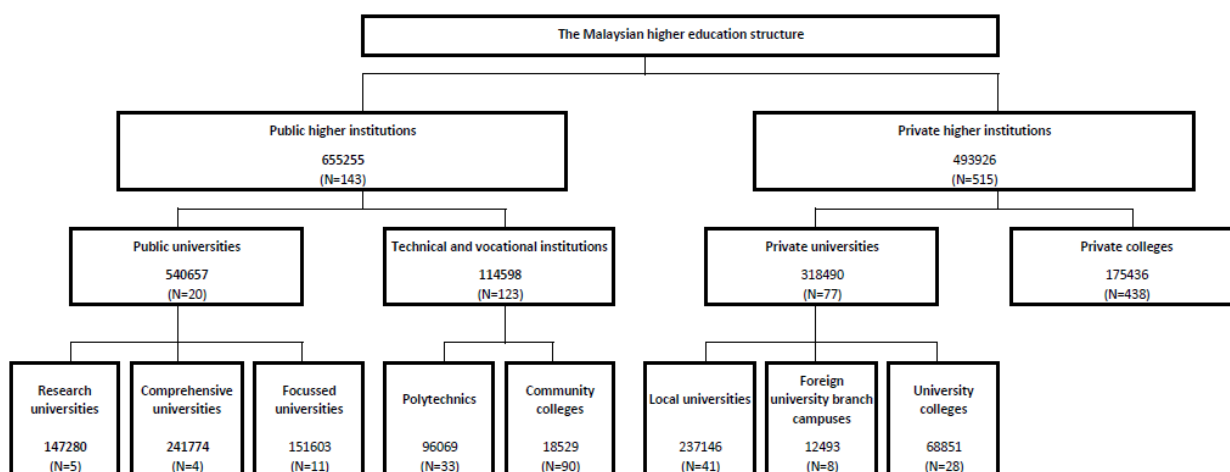 The Malaysian higher education structure
Public higher institutions
655255
(N=143)
Private higher institutions
493926
(N=515)
Public universities
540657
(N=20)
Technical and vocational institutions
114598
(N=123)
Private universities
318490
(N=77)
Private colleges
175436
(N=438)
Research
universities
147280
(N=5)
Comprehensive
universities
241774
(N=4)
Focussed
universities
151603
(N=11)
Polytechnics
96069
(N=33)
Community
colleges
18529
(N=90)
Local universities
237146
(N=41)
Foreign
university branch
campuses
12493
(N=8)
University
colleges
68851
(N=28)